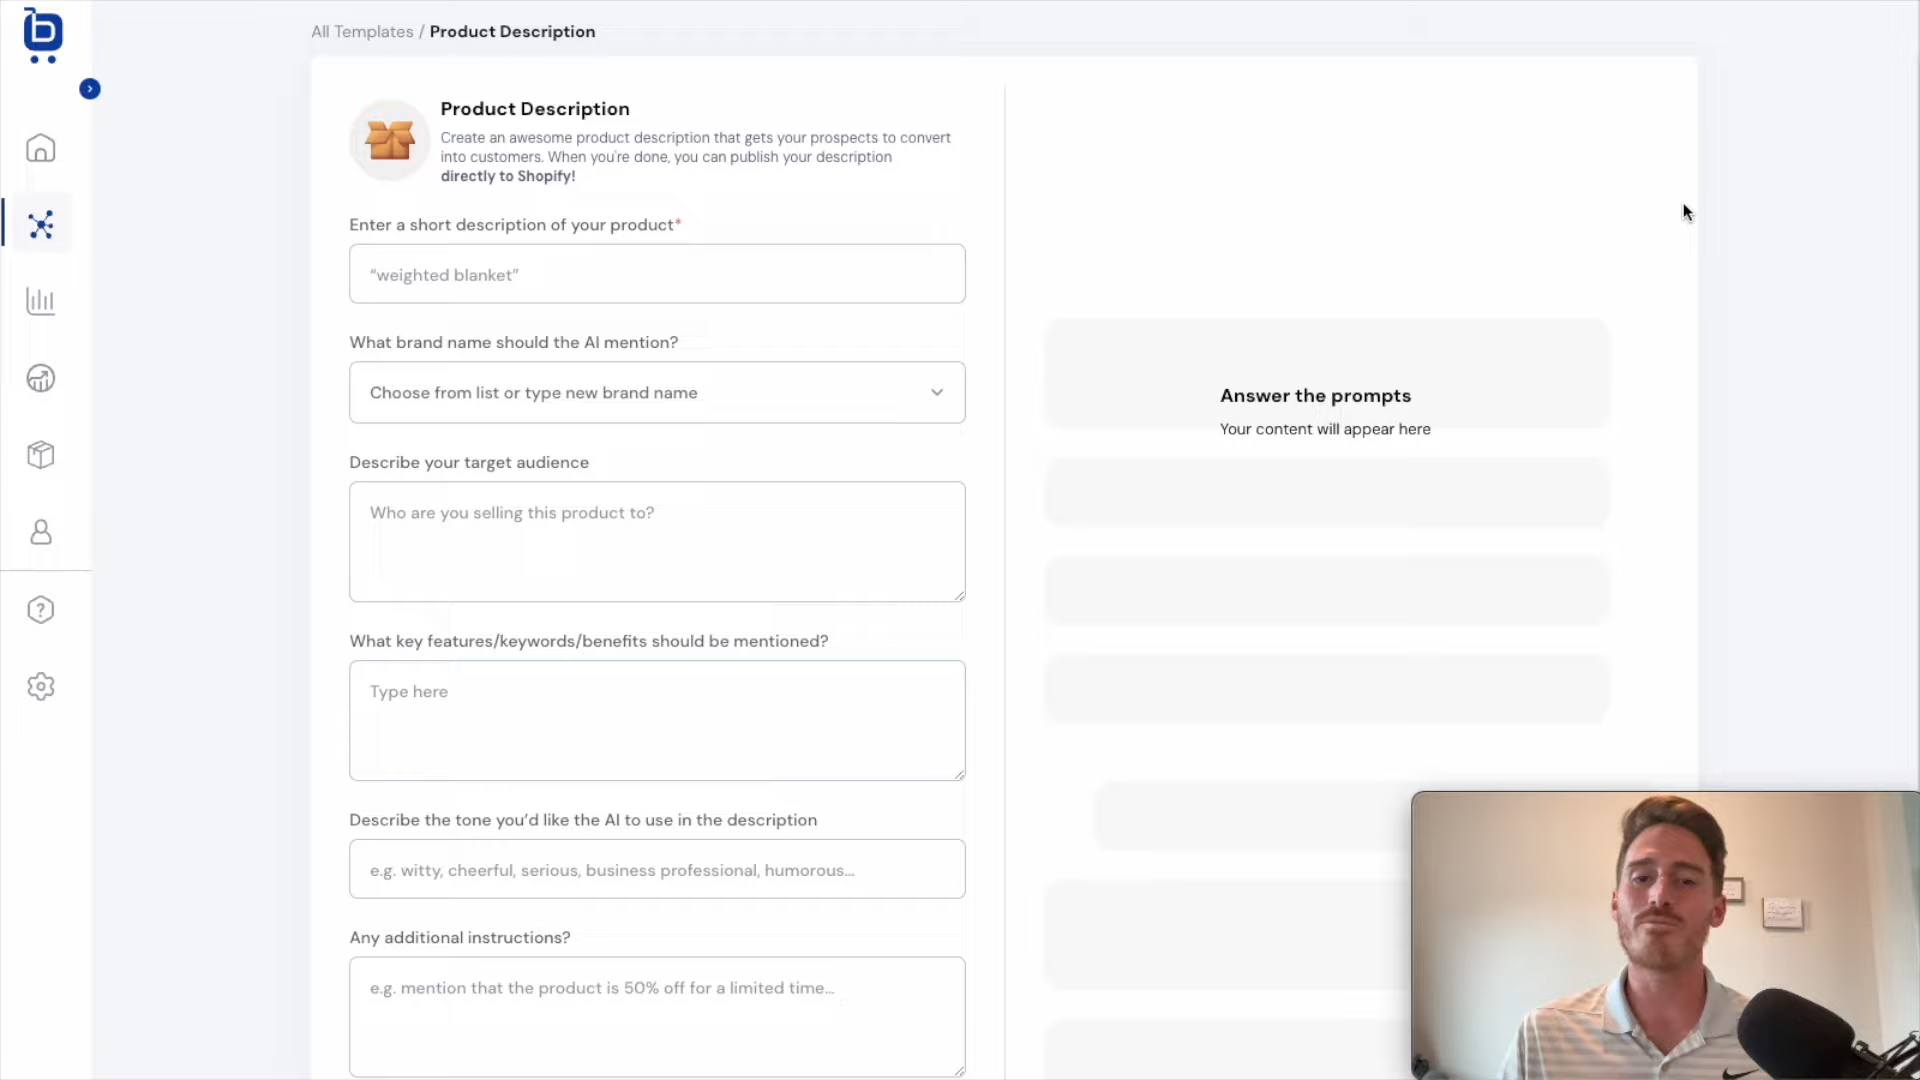 All Templates / Product Description
Product Description
Create an awesome product description that gets your prospects to convert
into customers. When you're done, you can publish your description
directly to Shopify!
Enter a short description of your product*
“weighted blanket”
What brand name should the AI mention?
Choose from list or type new brand name
Describe your target audience
Who are you selling this product to?
What key features/keywords/benefits should be mentioned?
Type here
Describe the tone you’d like the AI to use in the description
e.g. witty, cheerful, serious, business professional, humorous...
Any additional instructions?
e.g. mention that the product is 50% off for a limited time...
Answer the prompts
Your content will appear here